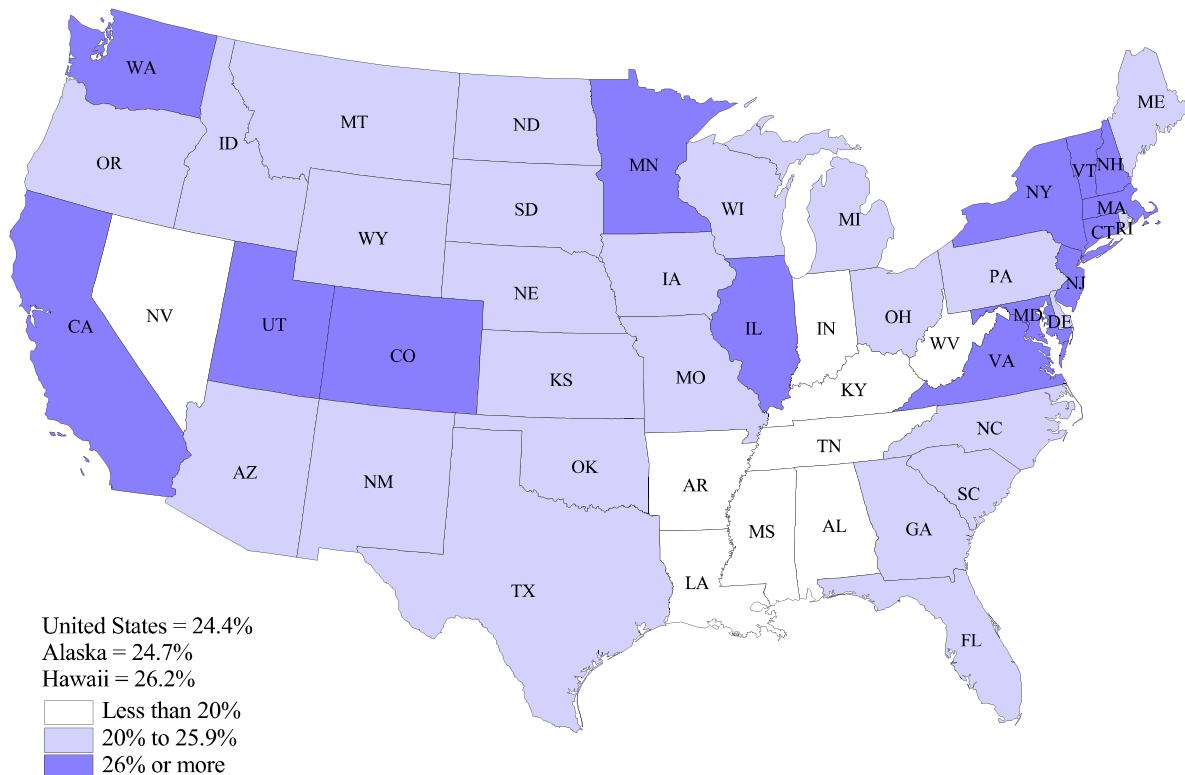 WA
MT
ND
MN
ME
OR
ID
SD
WI
MI
NY
VT
NH
MA
CT
RI
WY
IA
NE
PA
NJ
NV
UT
CO
CA
IL
IN
OH
MD
DE
WV
VA
KS
MO
KY
NC
TN
AZ
NM
OK
AR
SC
MS
AL
GA
TX
LA
FL
United States = 24.4%
Alaska = 24.7%
Hawaii = 26.2%
Less than 20%
20% to 25.9%
26% or more